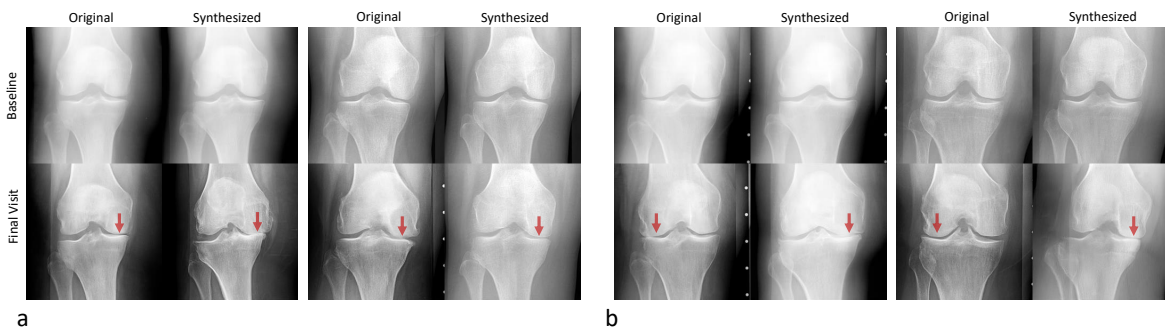 Original Synthesized Original Synthesized Original Synthesized Original Synthesized
Baseline
Final Visit
a b